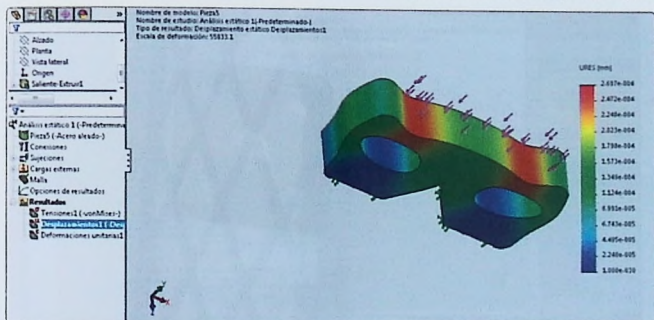 Nombre de modelo: Pieza5
Nombre de estudio: Análisis estático 1(-Predeterminado-)
Tipo de resultado: Desplazamiento estático Desplazamientos1
Escala de deformación: 55833.1
Alzado
Planta
Vista lateral
Origen
Saliente-Extruir1
Análisis estático 1 (-Predetermina
Pieza5 (-Acero aleado-)
Conexiones
Sujeciones
Cargas externas
Malla
Opciones de resultados
Resultados
Tensiones1 (-vonMises-)
Desplazamientos1 (-Desp
Deformaciones unitarias1
URES (mm)
2.697e-004
2.472e-004
2.248e-004
2.023e-004
1.798e-004
1.573e-004
1.349e-004
1.124e-004
8.991e-005
6.743e-005
4.495e-005
2.248e-005
1.000e-030